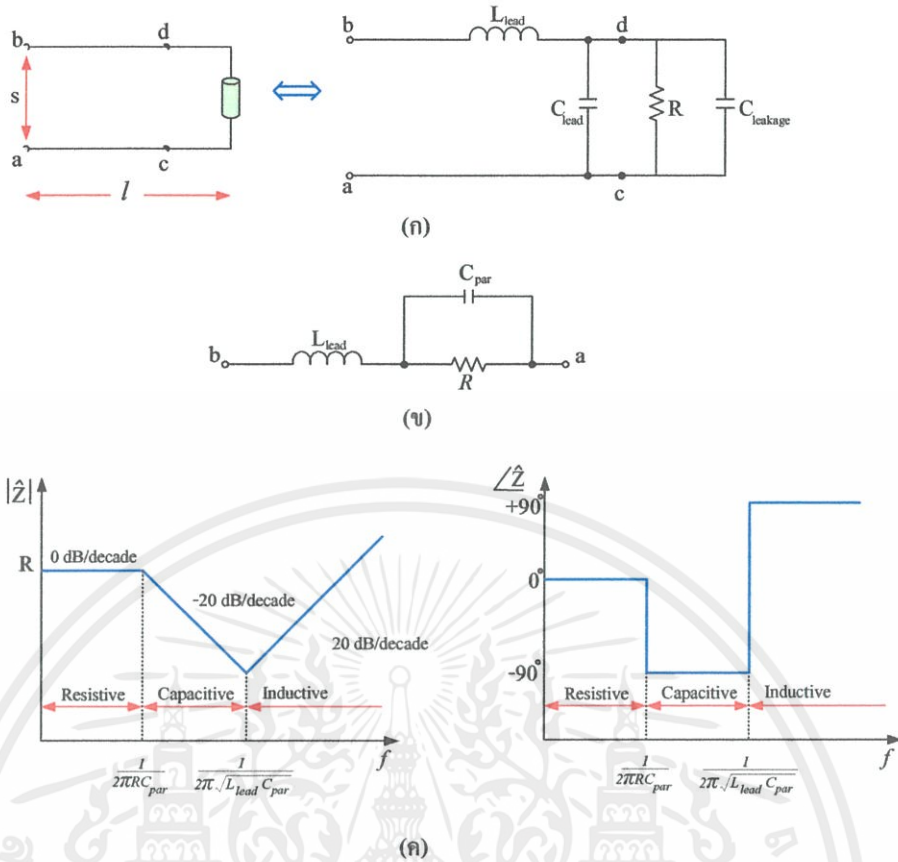 b
d
s
a
c
l
b
L_lead
d
C_lead
R
C_leakage
a
c
(ก)
C_par
b
L_lead
R
a
(ข)
|Ẑ|
R
0 dB/decade
-20 dB/decade
20 dB/decade
Resistive
Capacitive
Inductive
f
1/2πRC_par
1/2π√L_lead C_par
∠Ẑ
+90°
0°
-90°
Resistive
Capacitive
Inductive
f
1/2πRC_par
1/2π√L_lead C_par
(ค)